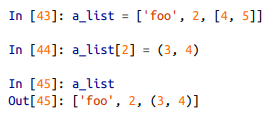 In [43]: a_list = ['foo', 2, [4, 5]]
In [44]: a_list[2] = (3, 4)
In [45]: a_list
Out[45]: ['foo', 2, (3, 4)]